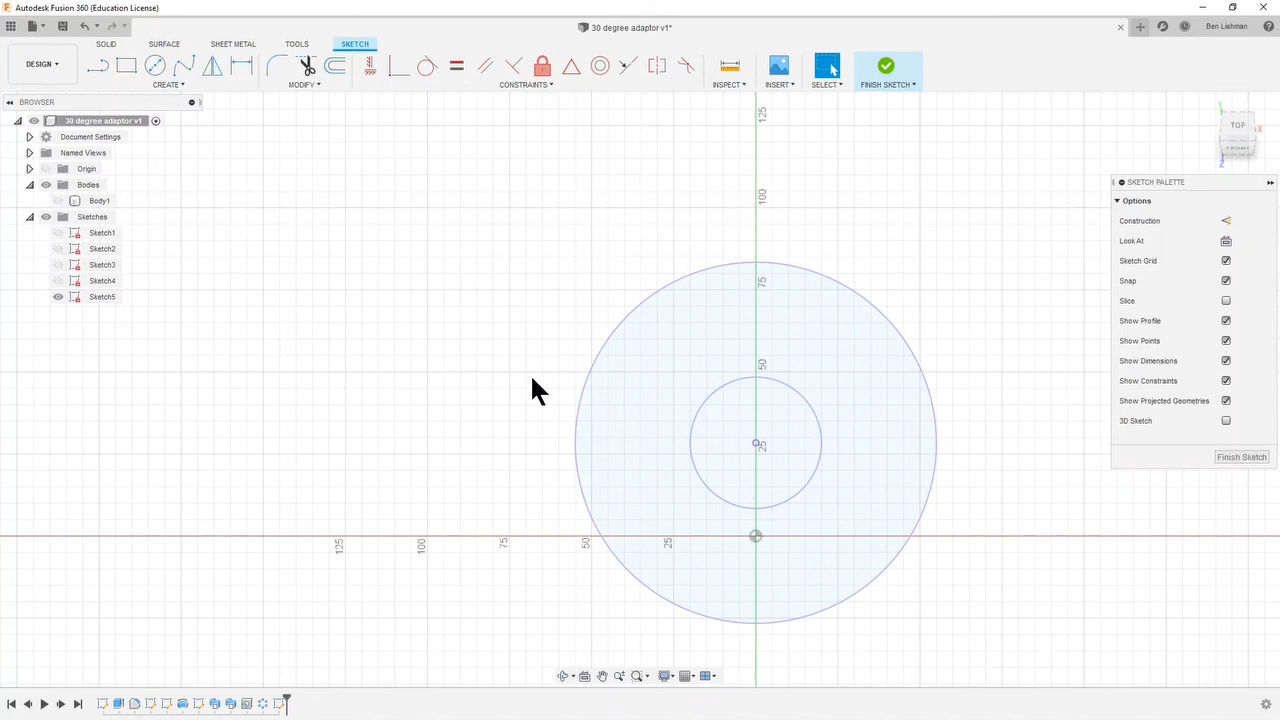 Autodesk Fusion 360 (Education License)
30 degree adaptor v1*
Ben Lishman
SOLID SURFACE SHEET METAL TOOLS SKETCH
DESIGN
CREATE MODIFY CONSTRAINTS INSPECT INSERT SELECT FINISH SKETCH
BROWSER
30 degree adaptor v1
Document Settings
Named Views
Origin
Bodies
Body1
Sketches
Sketch1
Sketch2
Sketch3
Sketch4
Sketch5
125
100
75
50
25
125 100 75 50 25
Y
TOP
X
FRONT
Z
SKETCH PALETTE
Options
Construction
Look At
Sketch Grid
Snap
Slice
Show Profile
Show Points
Show Dimensions
Show Constraints
Show Projected Geometries
3D Sketch
Finish Sketch